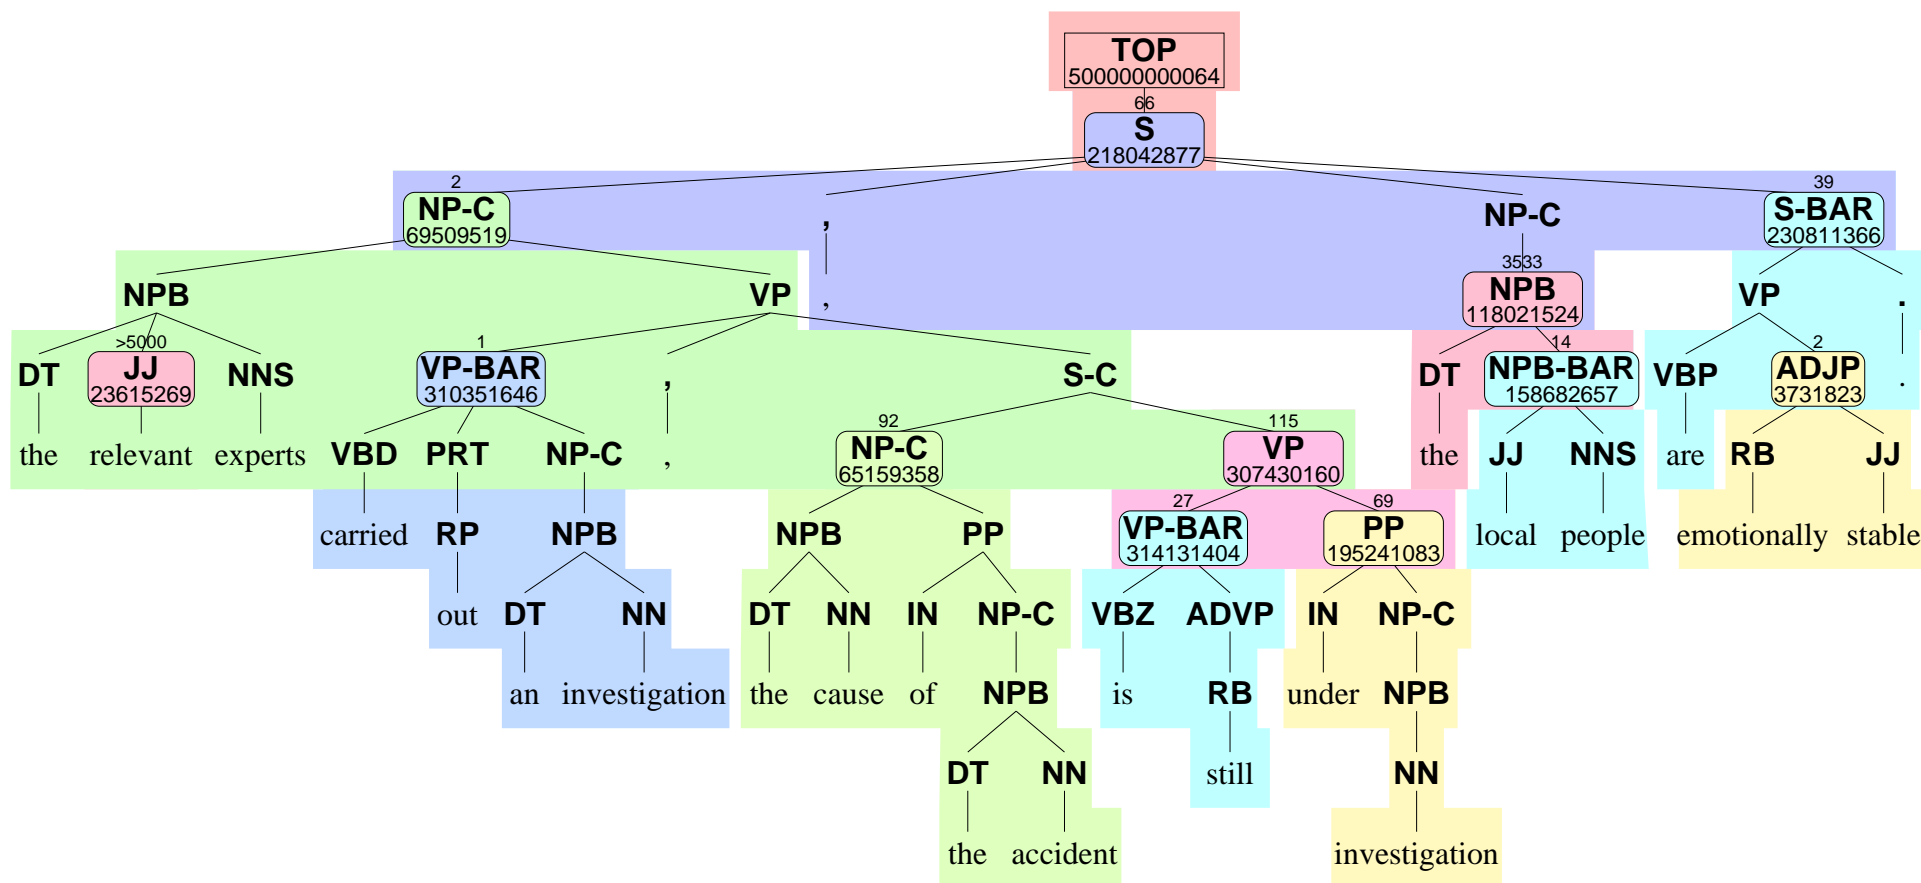 TOP
500000000064
66
S
218042877
2 39
NP-C , NP-C S-BAR
69509519 230811366
3533
NPB VP , NPB VP .
118021524
>5000 1 14 2
DT JJ NNS VP-BAR , S-C DT NPB-BAR VBP ADJP .
23615269 310351646 158682657 3731823
92 115
the relevant experts VBD PRT NP-C , NP-C VP the JJ NNS are RB JJ
65159358 307430160
27 69
carried RP NPB NPB PP VP-BAR PP local people emotionally stable
314131404 195241083
out DT NN DT NN IN NP-C VBZ ADVP IN NP-C
an investigation the cause of NPB is RB under NPB
DT NN still NN
the accident investigation